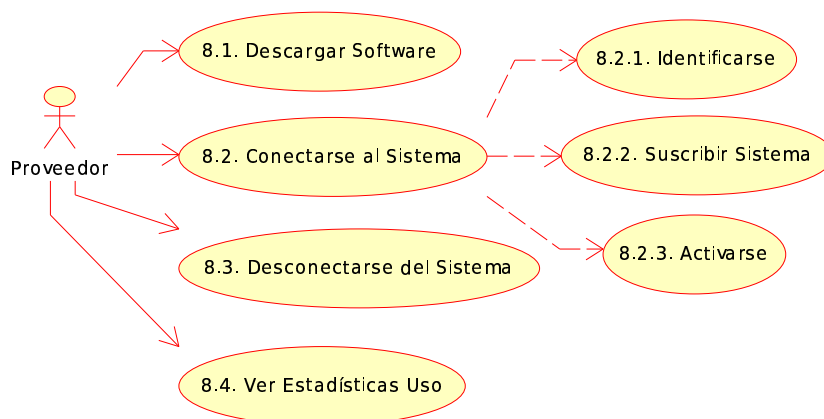 8.1. Descargar Software
8.2.1. Identificarse
Proveedor
8.2. Conectarse al Sistema
8.2.2. Suscribir Sistema
8.3. Desconectarse del Sistema
8.2.3. Activarse
8.4. Ver Estadísticas Uso